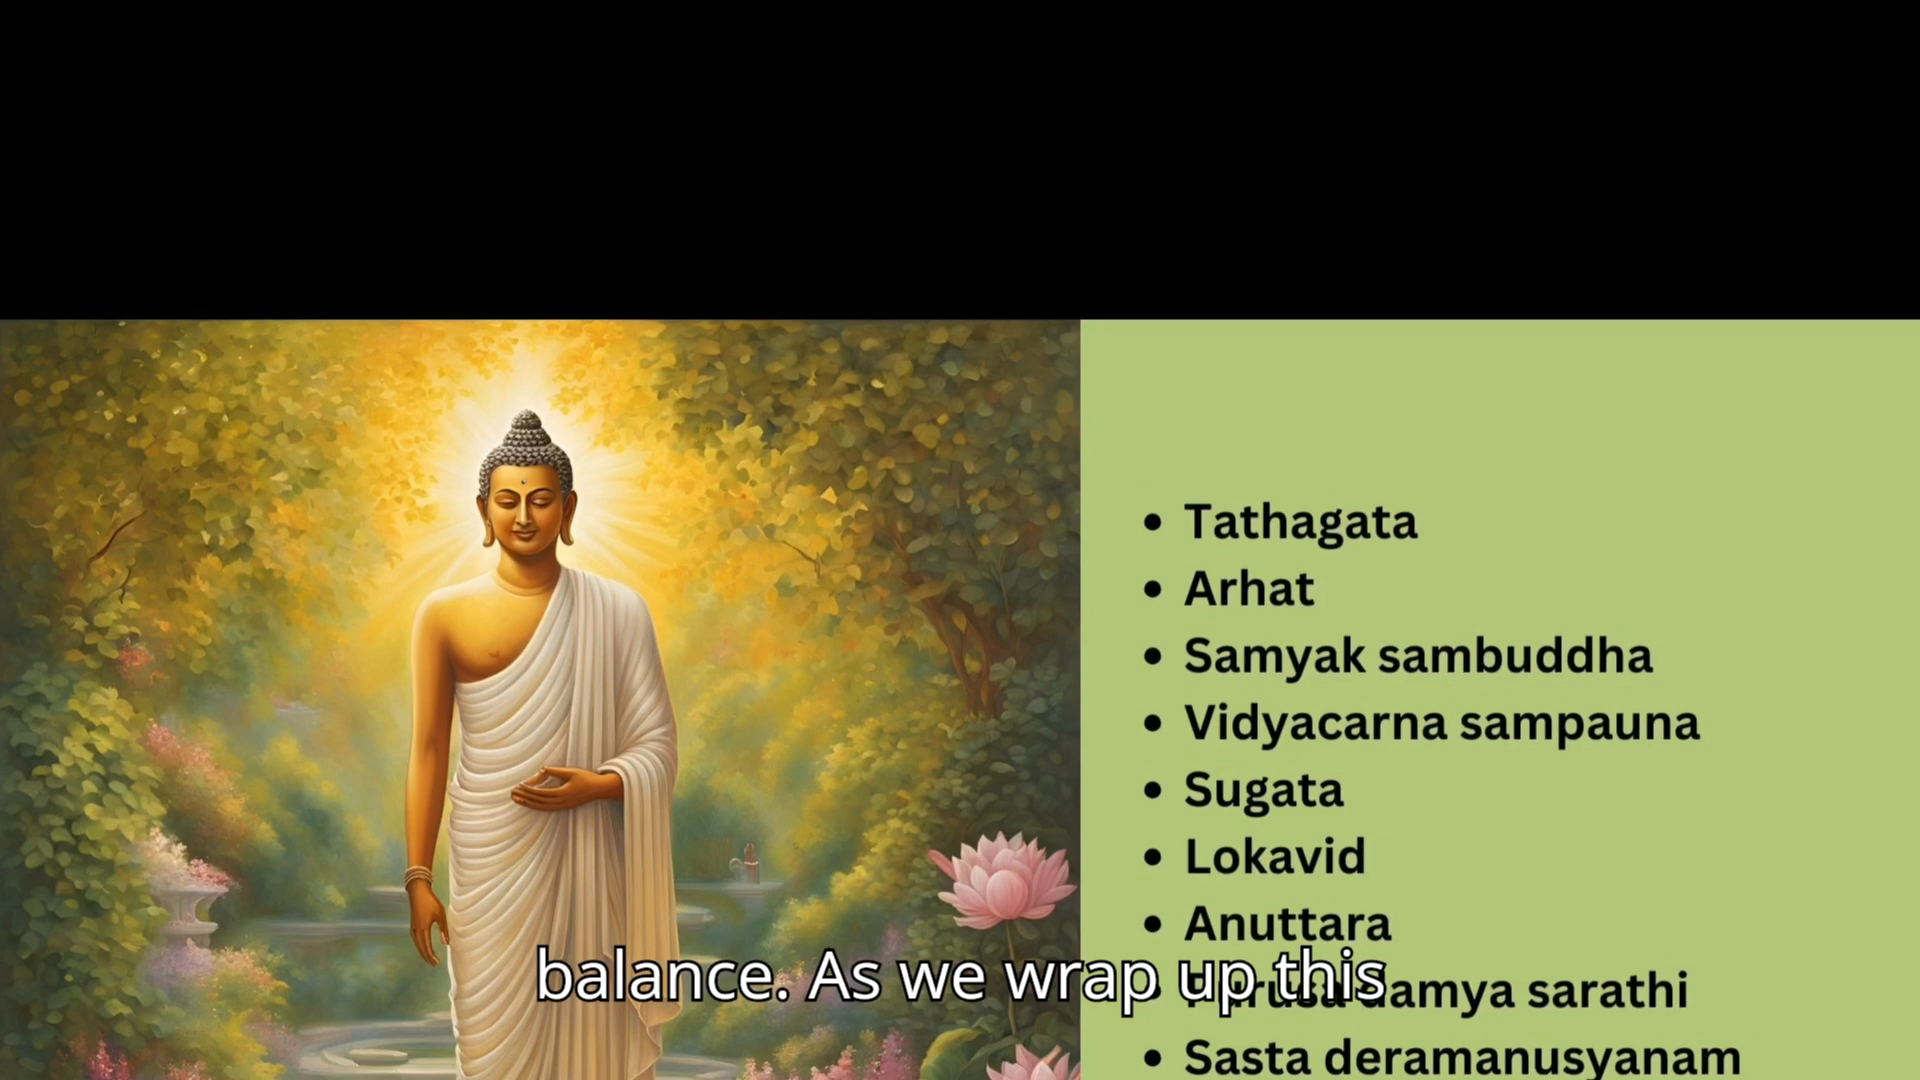 • Tathagata
• Arhat
• Samyak sambuddha
• Vidyacarna sampauna
• Sugata
• Lokavid
• Anuttara
• Purusa damya sarathi
• Sasta deramanusyanam
balance. As we wrap up this